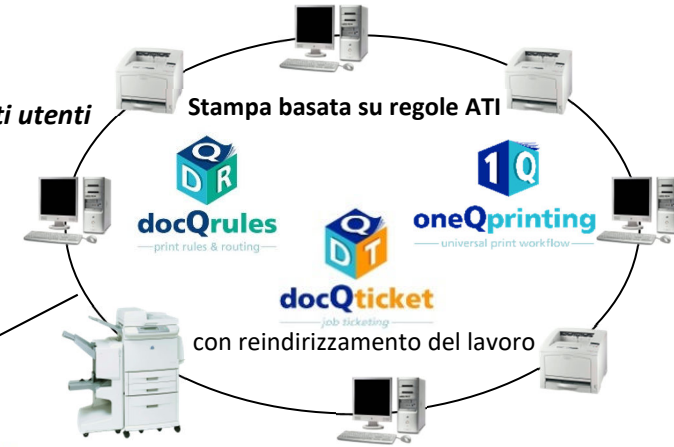 ti utenti
Stampa basata su regole ATI
Q
D R
docQrules
print rules & routing
1Q
oneQprinting
universal print workflow
Q
D T
docQticket
job ticketing
con reindirizzamento del lavoro